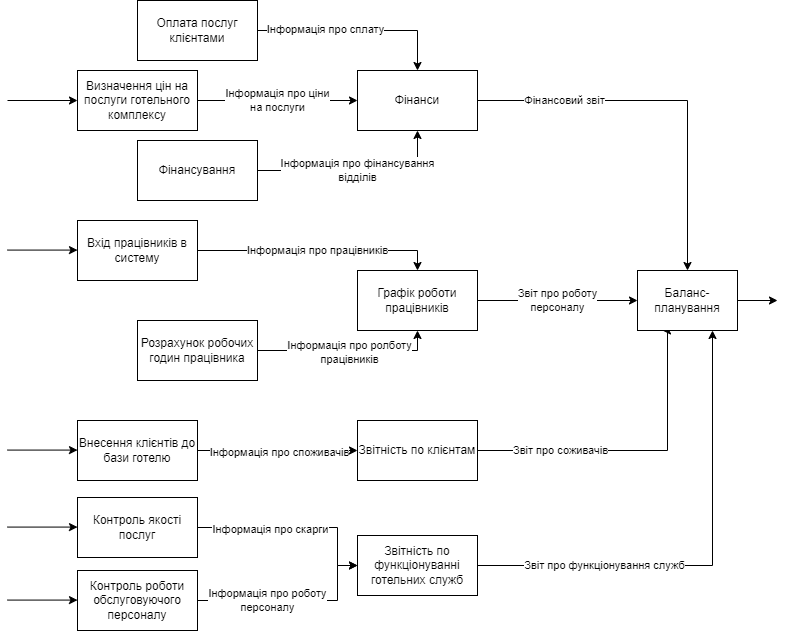 Оплата послуг
клієнтами
Інформація про сплату
Визначення цін на
послуги готельного
комплексу
Інформація про ціни
на послуги
Фінанси
Фінансовий звіт
Фінансування
Інформація про фінансування
відділів
Вхід працівників в
систему
Інформація про працівників
Графік роботи
працівників
Звіт про роботу
персоналу
Баланс-
планування
Розрахунок робочих
годин працівника
Інформація про ролботу
працівників
Внесення клієнтів до
бази готелю
Інформація про споживачів
Звітність по клієнтам
Звіт про соживачів
Контроль якості
послуг
Інформація про скарги
Звітність по
функціонуванні
готельних служб
Звіт про функціонування служб
Контроль роботи
обслуговуючого
персоналу
Інформація про роботу
персоналу